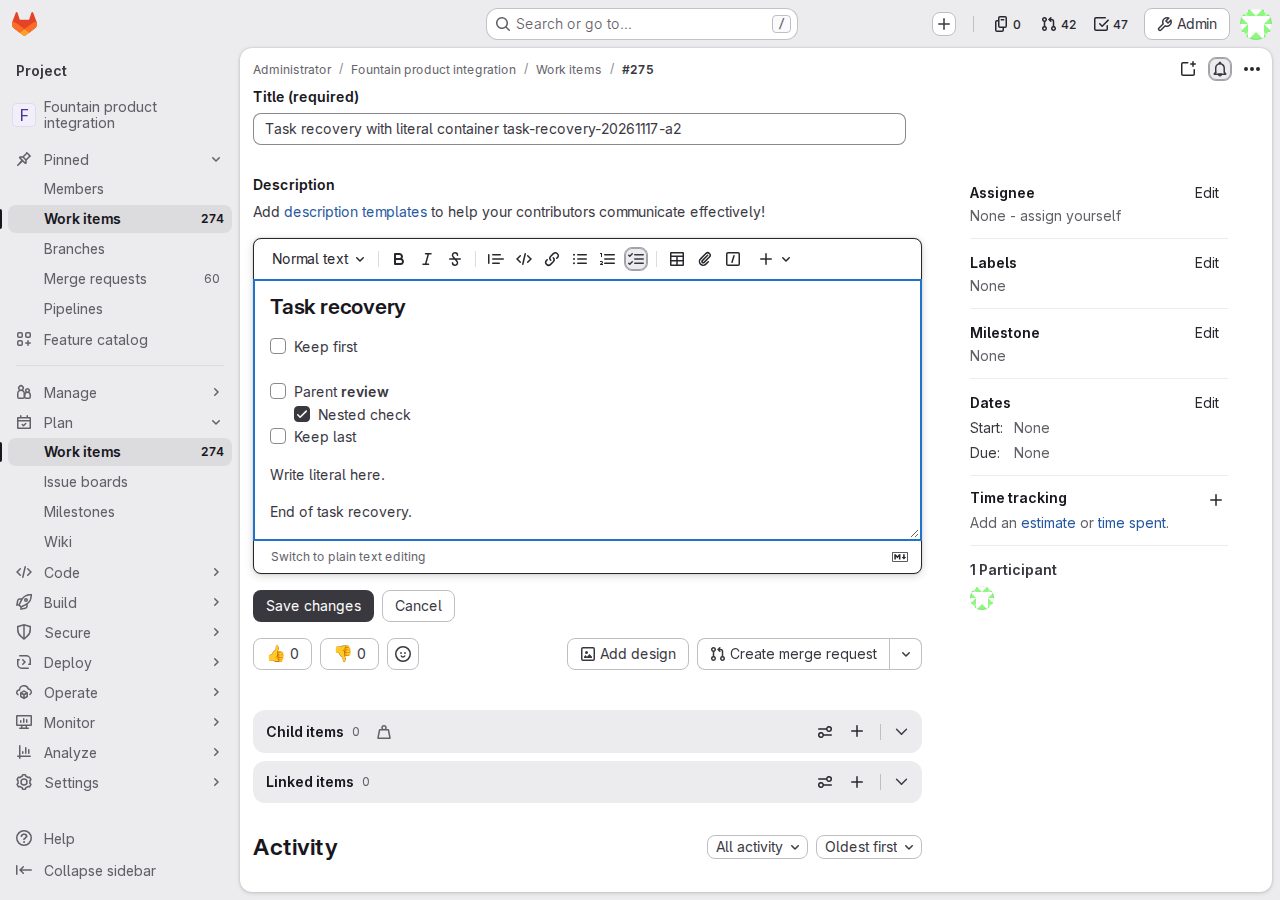 Search or go to...
/
0
42
47
Admin
Project
F
Fountain product integration
Pinned
Members
Work items 274
Branches
Merge requests 60
Pipelines
Feature catalog
Manage
Plan
Work items 274
Issue boards
Milestones
Wiki
Code
Build
Secure
Deploy
Operate
Monitor
Analyze
Settings
Help
Collapse sidebar
Administrator / Fountain product integration / Work items / #275
Title (required)
Task recovery with literal container task-recovery-20261117-a2
Description
Add description templates to help your contributors communicate effectively!
Normal text
Task recovery
Keep first
Parent review
Nested check
Keep last
Write literal here.
End of task recovery.
Switch to plain text editing
Save changes
Cancel
👍 0
👎 0
Add design
Create merge request
Child items 0
Linked items 0
Activity
All activity
Oldest first
Assignee Edit
None - assign yourself
Labels Edit
None
Milestone Edit
None
Dates Edit
Start: None
Due: None
Time tracking
Add an estimate or time spent.
1 Participant